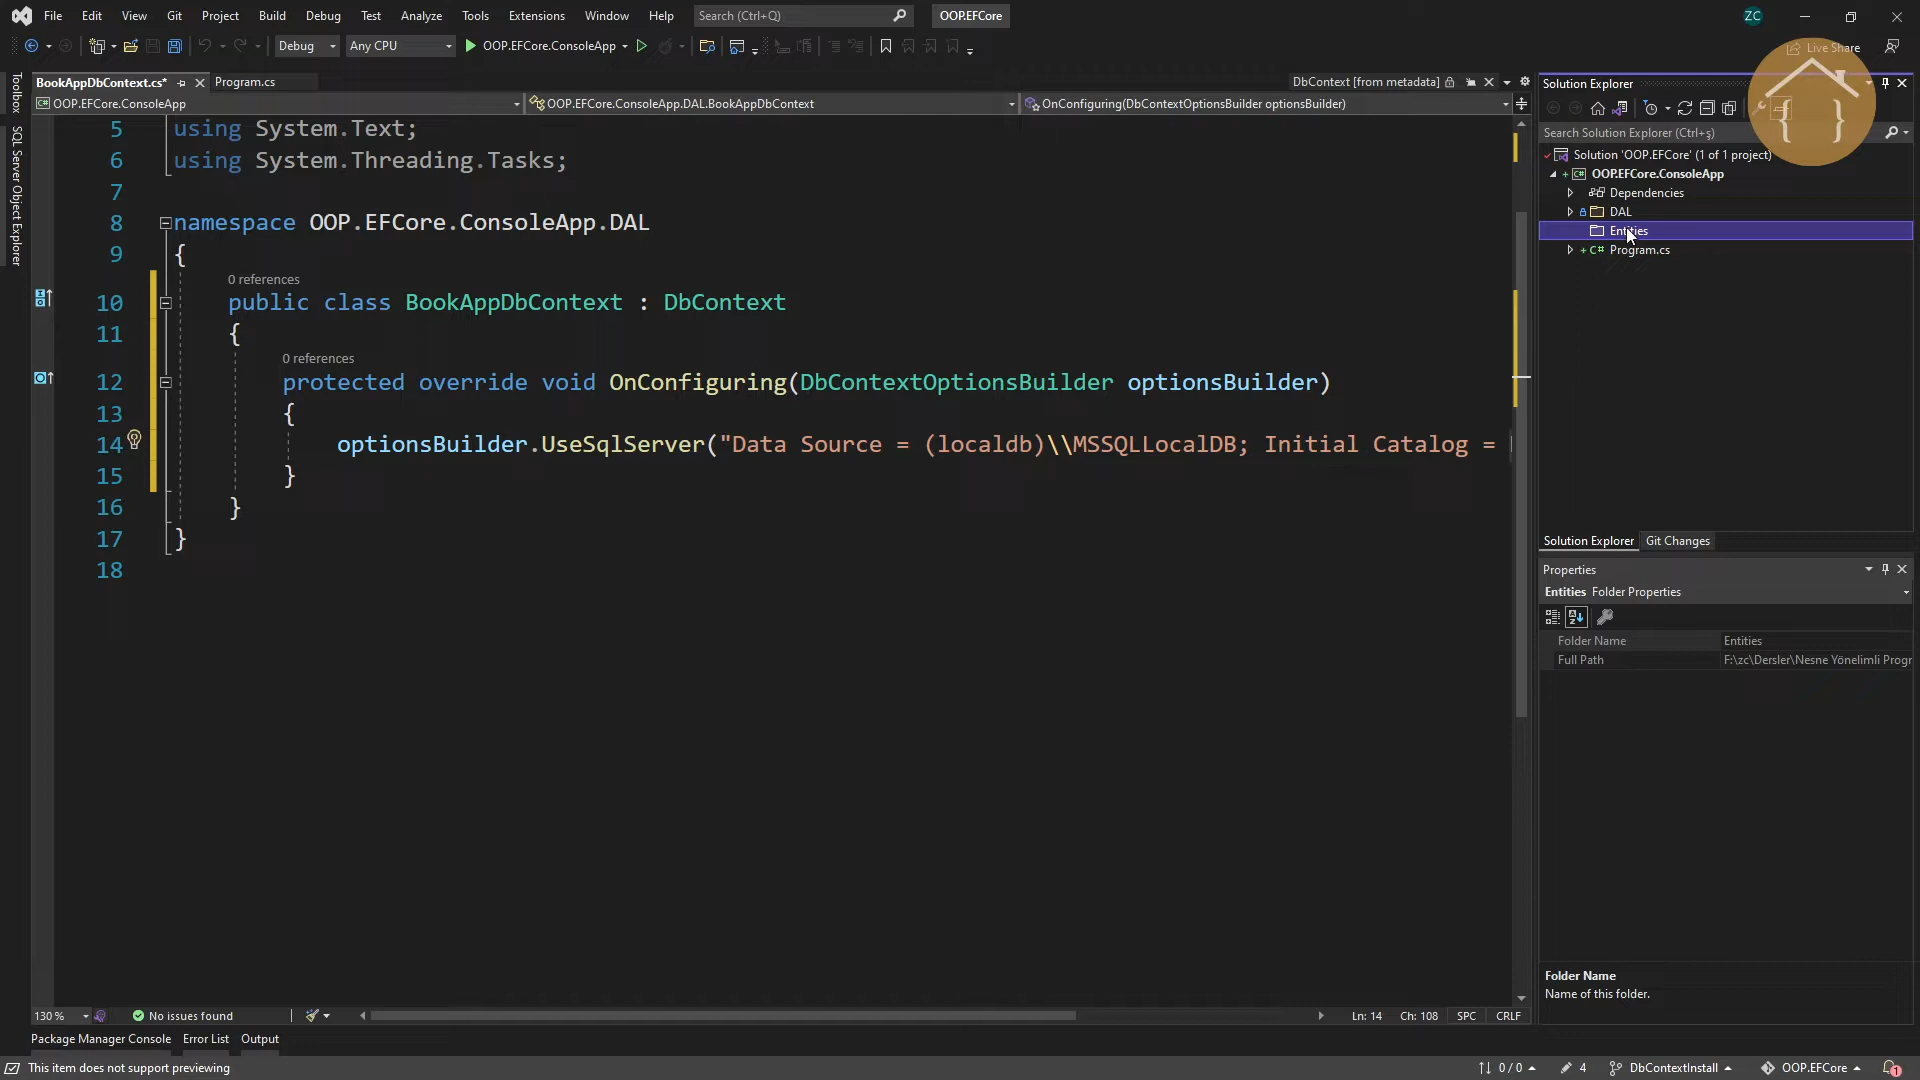 File Edit View Git Project Build Debug Test Analyze Tools Extensions Window Help Search (Ctrl+Q) OOP.EFCore ZC
Debug Any CPU OOP.EFCore.ConsoleApp Live Share
BookAppDbContext.cs* Program.cs DbContext [from metadata]
OOP.EFCore.ConsoleApp OOP.EFCore.ConsoleApp.DAL.BookAppDbContext OnConfiguring(DbContextOptionsBuilder optionsBuilder)
Toolbox
SQL Server Object Explorer
5 using System.Text;
6 using System.Threading.Tasks;
7
8 namespace OOP.EFCore.ConsoleApp.DAL
9 {
0 references
10 public class BookAppDbContext : DbContext
11 {
0 references
12 protected override void OnConfiguring(DbContextOptionsBuilder optionsBuilder)
13 {
14 optionsBuilder.UseSqlServer("Data Source = (localdb)\\MSSQLLocalDB; Initial Catalog =
15 }
16 }
17 }
18
130 % No issues found Ln: 14 Ch: 108 SPC CRLF
Package Manager Console Error List Output
Solution Explorer
{ }
Search Solution Explorer (Ctrl+ş)
Solution 'OOP.EFCore' (1 of 1 project)
OOP.EFCore.ConsoleApp
Dependencies
DAL
Entities
Program.cs
Solution Explorer Git Changes
Properties
Entities Folder Properties
Folder Name Entities
Full Path F:\zc\Dersler\Nesne Yönelimli Progr
Folder Name
Name of this folder.
This item does not support previewing 0 / 0 4 DbContextInstall OOP.EFCore 1